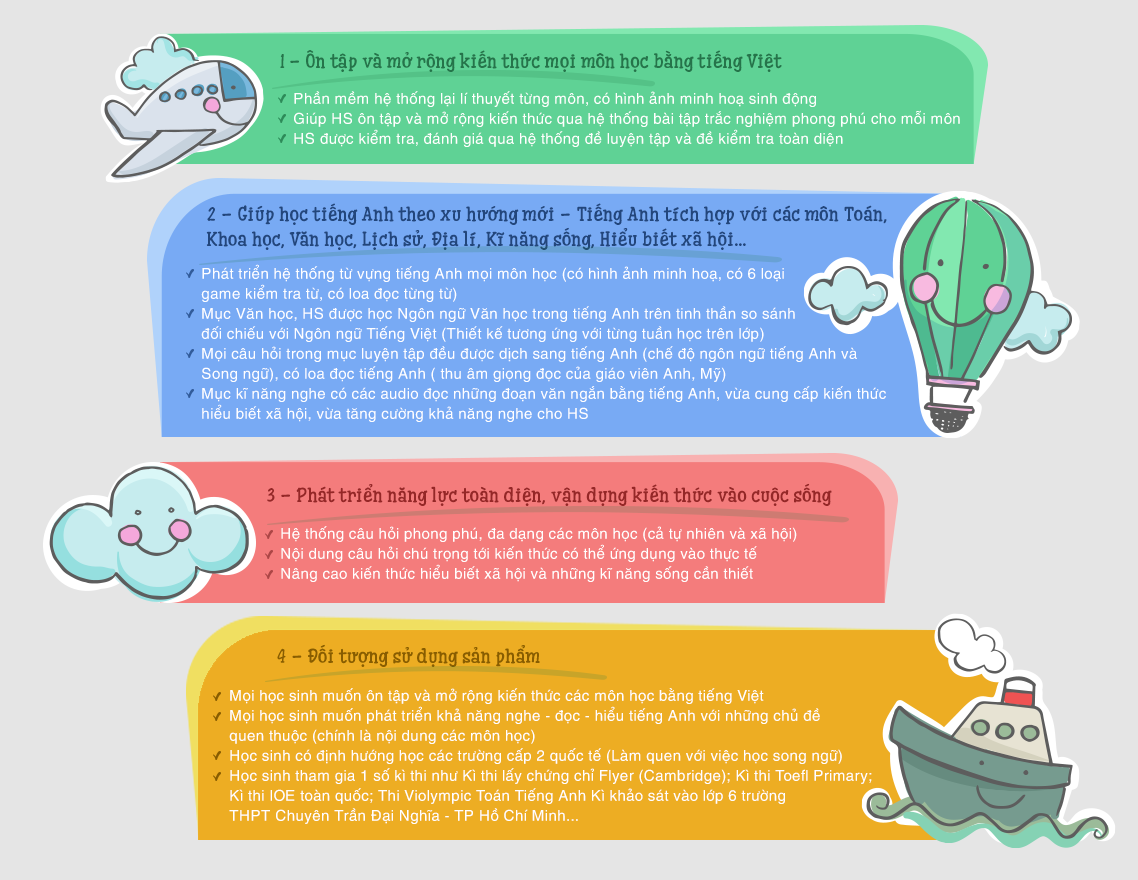 1 – Ôn tập và mở rộng kiến thức mọi môn học bằng tiếng Việt
Phần mềm hệ thống lại lí thuyết từng môn, có hình ảnh minh hoạ sinh động
Giúp HS ôn tập và mở rộng kiến thức qua hệ thống bài tập trắc nghiệm phong phú cho mỗi môn
HS được kiểm tra, đánh giá qua hệ thống đề luyện tập và đề kiểm tra toàn diện
2 – Giúp học tiếng Anh theo xu hướng mới – Tiếng Anh tích hợp với các môn Toán,
Khoa học, Văn học, Lịch sử, Địa lí, Kĩ năng sống, Hiểu biết xã hội...
Phát triển hệ thống từ vựng tiếng Anh mọi môn học (có hình ảnh minh hoạ, có 6 loại
game kiểm tra từ, có loa đọc từng từ)
Mục Văn học, HS được học Ngôn ngữ Văn học trong tiếng Anh trên tinh thần so sánh
đối chiếu với Ngôn ngữ Tiếng Việt (Thiết kế tương ứng với từng tuần học trên lớp)
Mọi câu hỏi trong mục luyện tập đều được dịch sang tiếng Anh (chế độ ngôn ngữ tiếng Anh và
Song ngữ), có loa đọc tiếng Anh ( thu âm giọng đọc của giáo viên Anh, Mỹ)
Mục kĩ năng nghe có các audio đọc những đoạn văn ngắn bằng tiếng Anh, vừa cung cấp kiến thức
hiểu biết xã hội, vừa tăng cường khả năng nghe cho HS
3 – Phát triển năng lực toàn diện, vận dụng kiến thức vào cuộc sống
Hệ thống câu hỏi phong phú, đa dạng các môn học (cả tự nhiên và xã hội)
Nội dung câu hỏi chú trọng tới kiến thức có thể ứng dụng vào thực tế
Nâng cao kiến thức hiểu biết xã hội và những kĩ năng sống cần thiết
4 – Đối tượng sử dụng sản phẩm
Mọi học sinh muốn ôn tập và mở rộng kiến thức các môn học bằng tiếng Việt
Mọi học sinh muốn phát triển khả năng nghe - đọc - hiểu tiếng Anh với những chủ đề
quen thuộc (chính là nội dung các môn học)
Học sinh có định hướng học các trường cấp 2 quốc tế (Làm quen với việc học song ngữ)
Học sinh tham gia 1 số kì thi như Kì thi lấy chứng chỉ Flyer (Cambridge); Kì thi Toefl Primary;
Kì thi IOE toàn quốc; Thi Violympic Toán Tiếng Anh Kì khảo sát vào lớp 6 trường
THPT Chuyên Trần Đại Nghĩa - TP Hồ Chí Minh...